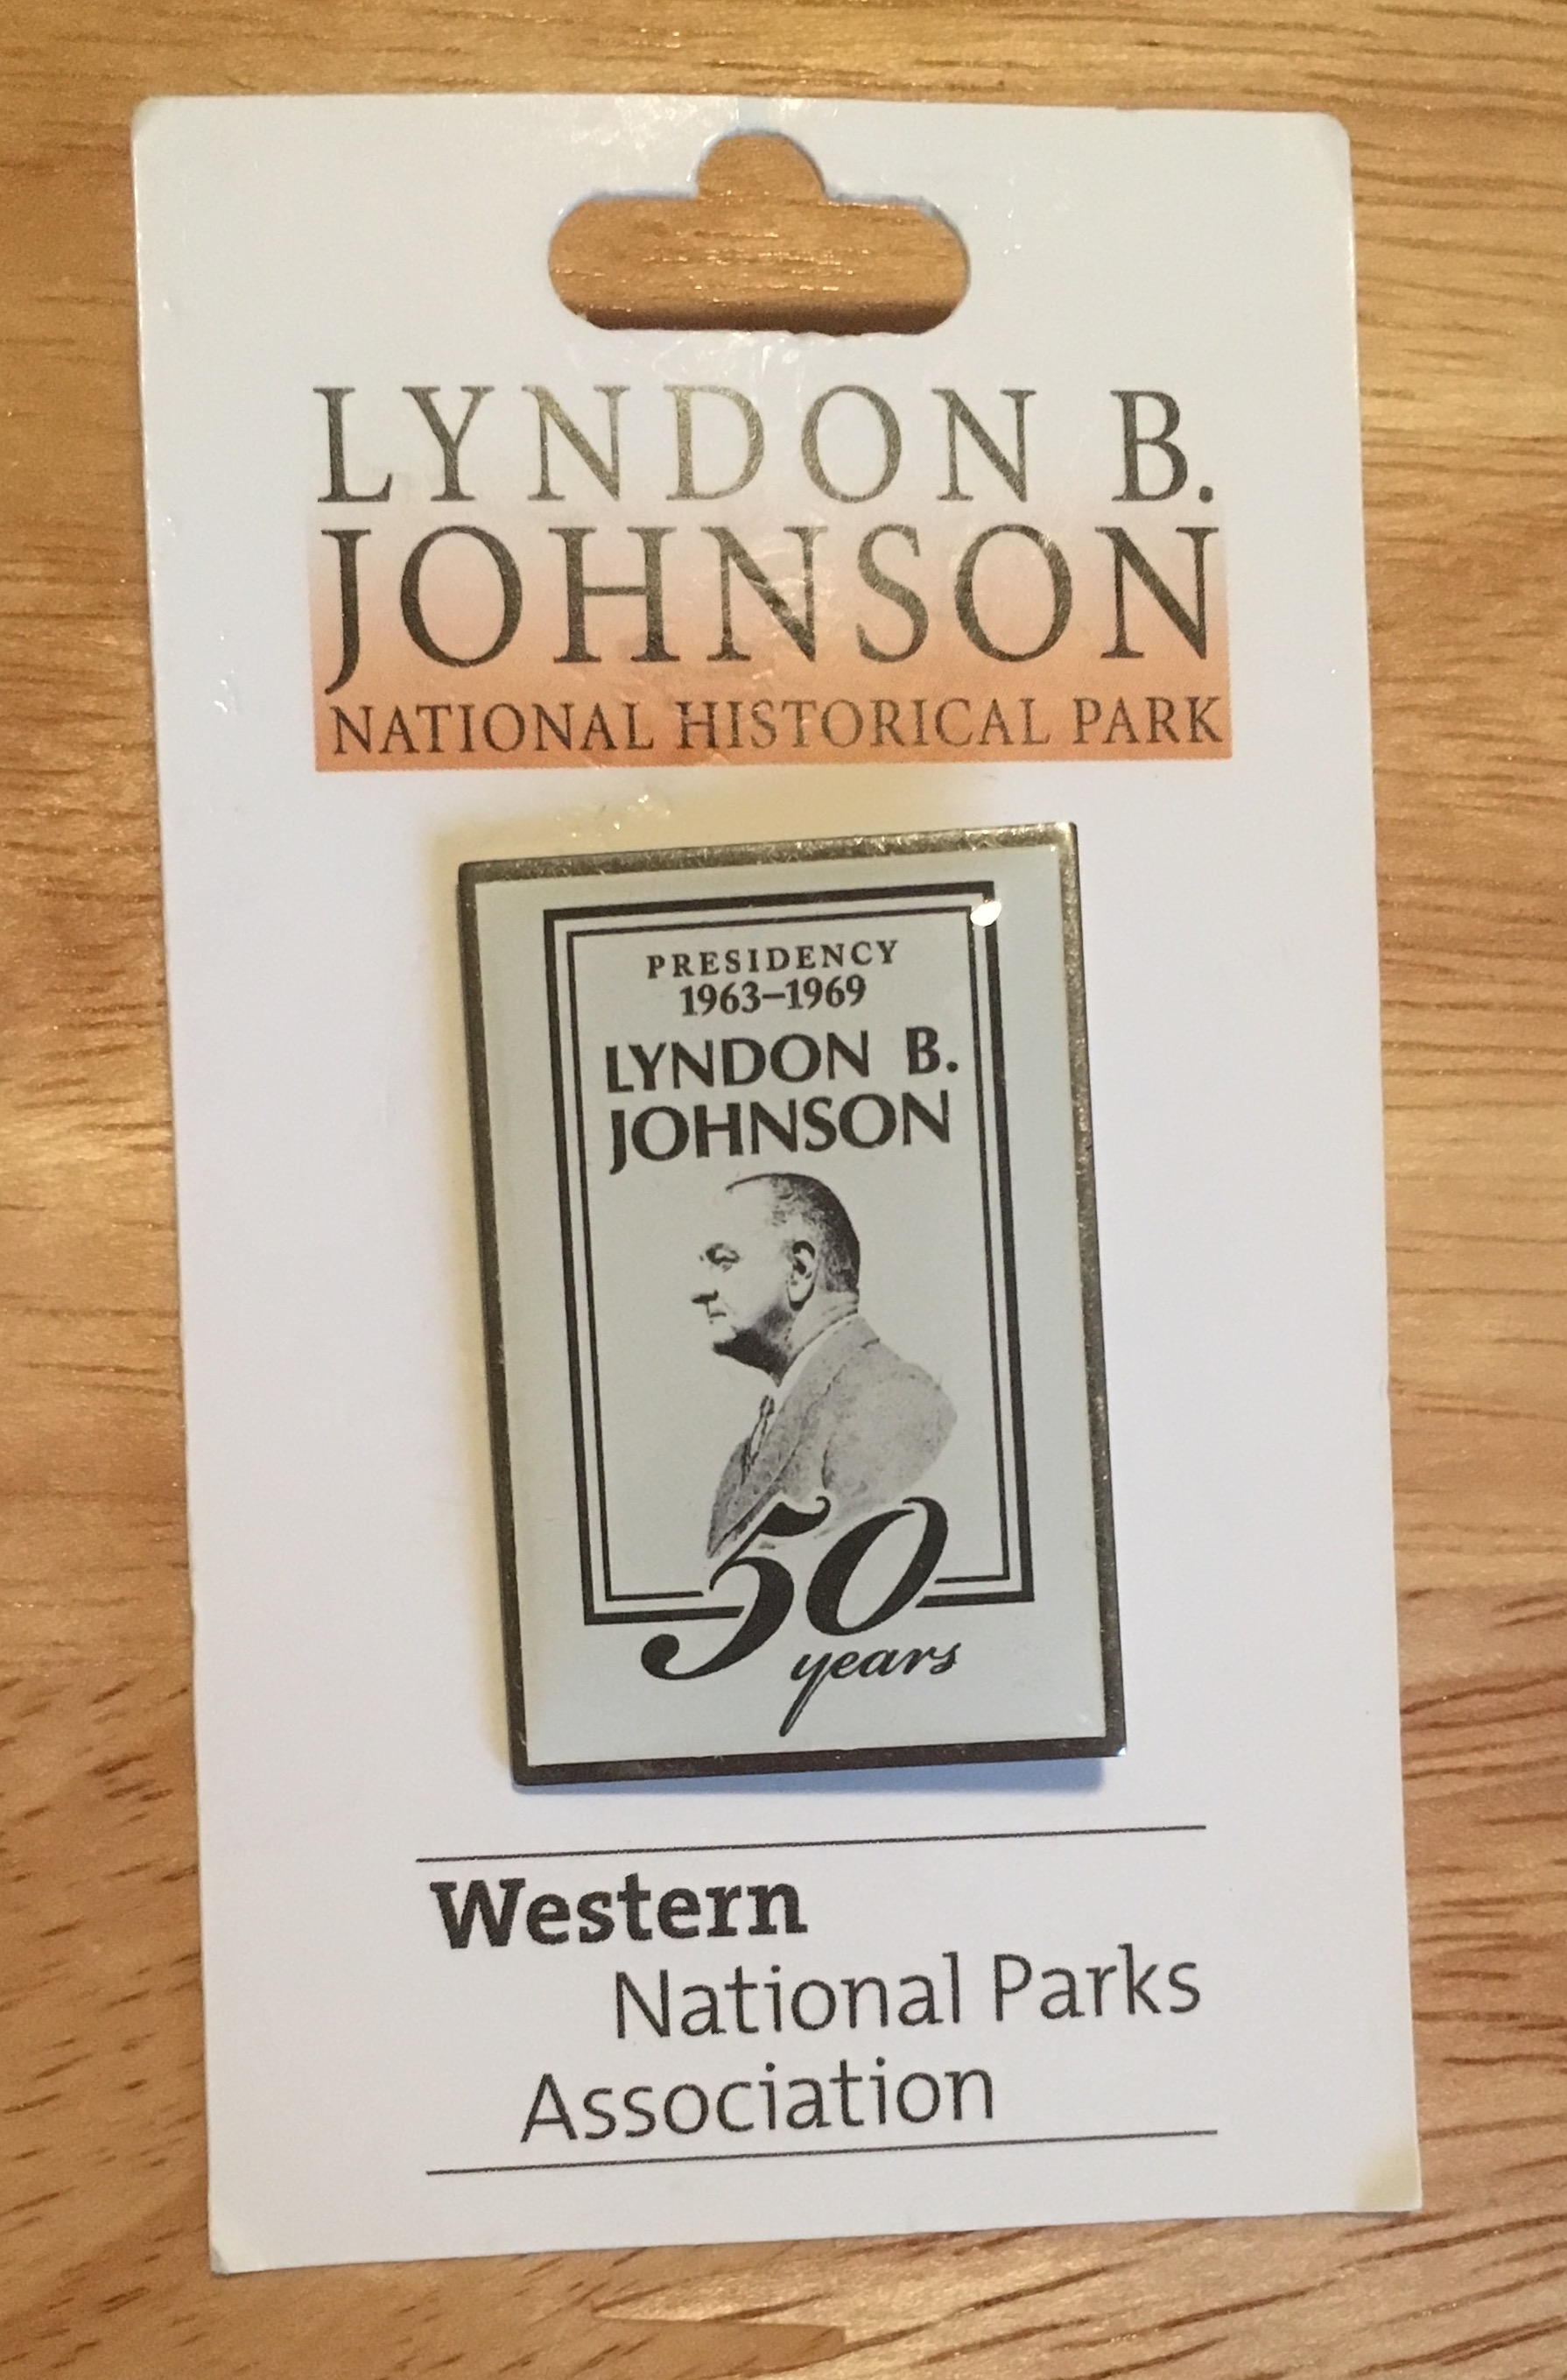 LYNDON B.
JOHNSON
NATIONAL HISTORICAL PARK
PRESIDENCY
1963–1969
LYNDON B.
JOHNSON
50
years
Western
National Parks
Association